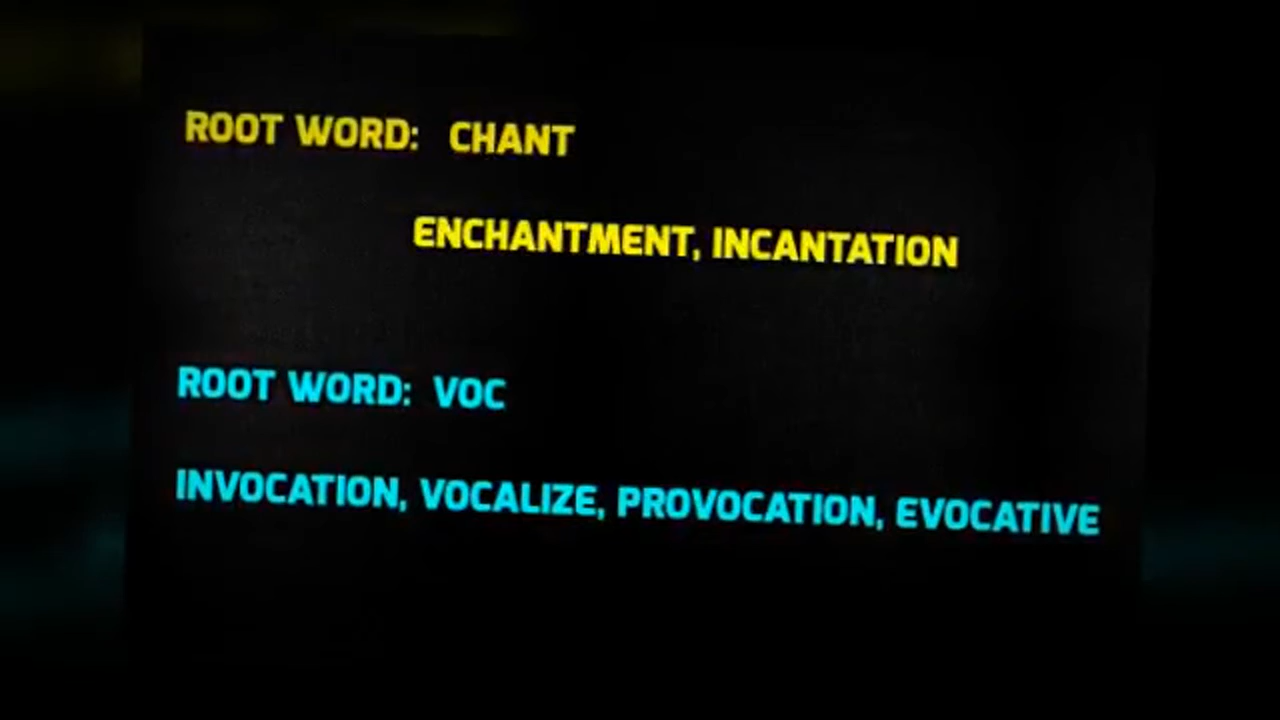 ROOT WORD: CHANT
ENCHANTMENT, INCANTATION
ROOT WORD: VOC
INVOCATION, VOCALIZE, PROVOCATION, EVOCATIVE